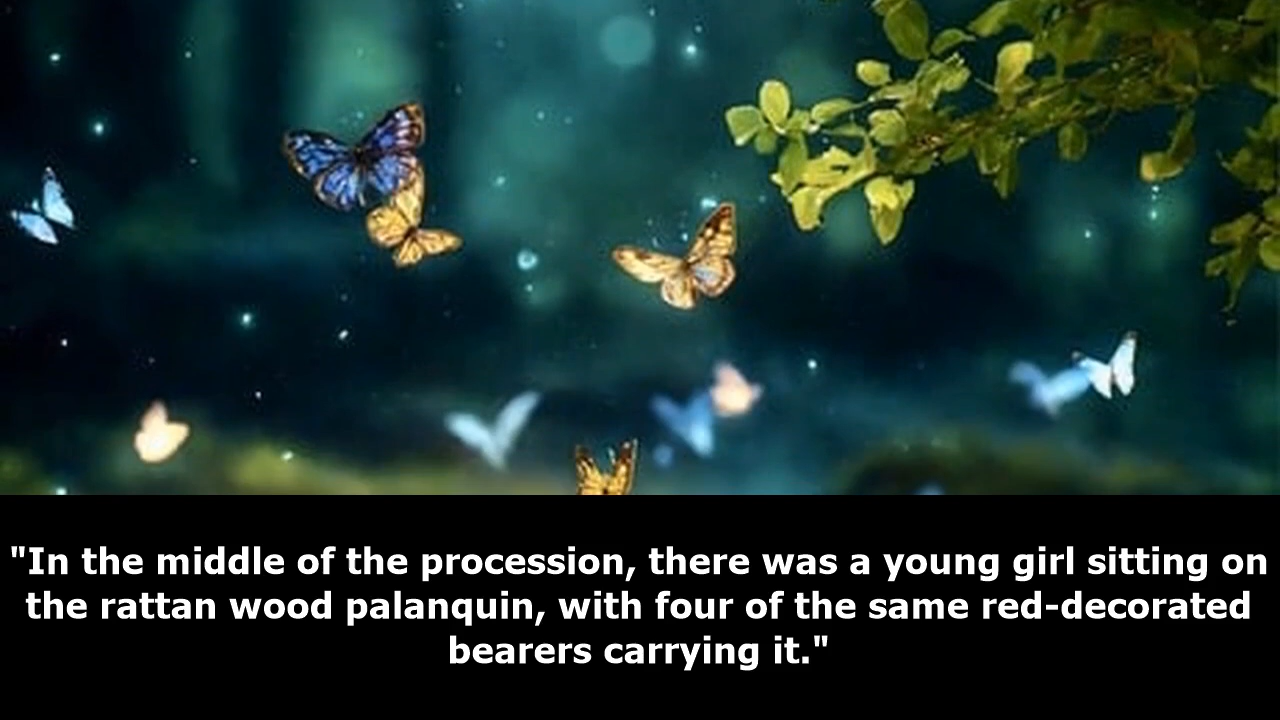 "In the middle of the procession, there was a young girl sitting on
the rattan wood palanquin, with four of the same red-decorated
bearers carrying it."